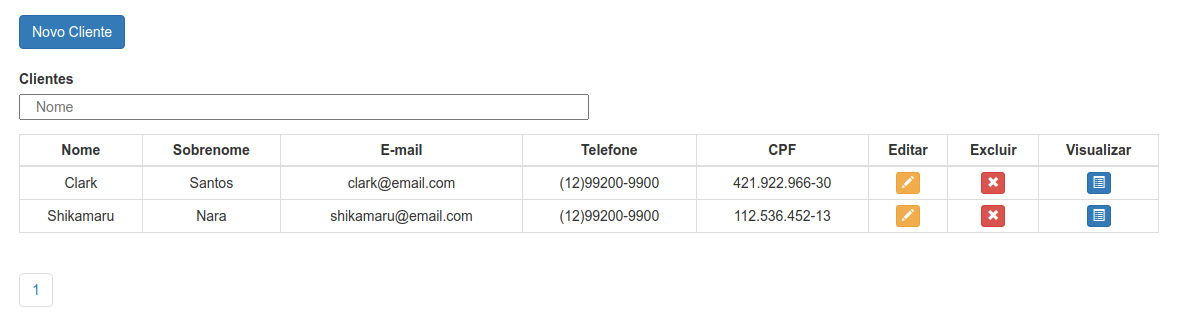 Novo Cliente
Clientes
Nome
Nome Sobrenome E-mail Telefone CPF Editar Excluir Visualizar
Clark Santos clark@email.com (12)99200-9900 421.922.966-30
Shikamaru Nara shikamaru@email.com (12)99200-9900 112.536.452-13
1